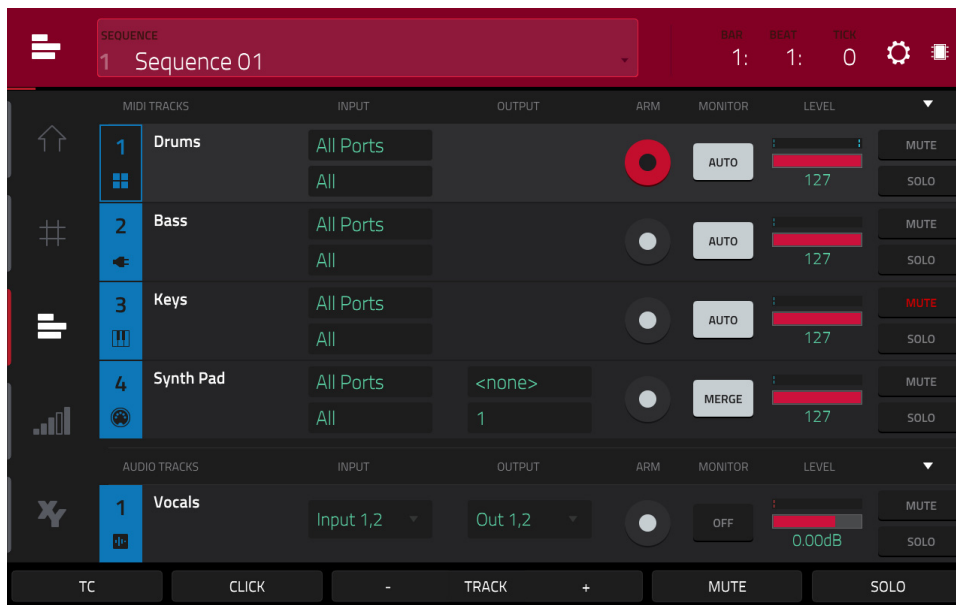 SEQUENCE BAR BEAT TICK
1 Sequence 01 1: 1: 0
MIDI TRACKS INPUT OUTPUT ARM MONITOR LEVEL
1 Drums All Ports AUTO MUTE
All 127 SOLO
2 Bass All Ports AUTO MUTE
All 127 SOLO
3 Keys All Ports AUTO MUTE
All 127 SOLO
4 Synth Pad All Ports <none> MERGE MUTE
All 1 127 SOLO
AUDIO TRACKS INPUT OUTPUT ARM MONITOR LEVEL
1 Vocals Input 1,2 Out 1,2 OFF MUTE
0.00dB SOLO
XY
TC CLICK - TRACK + MUTE SOLO